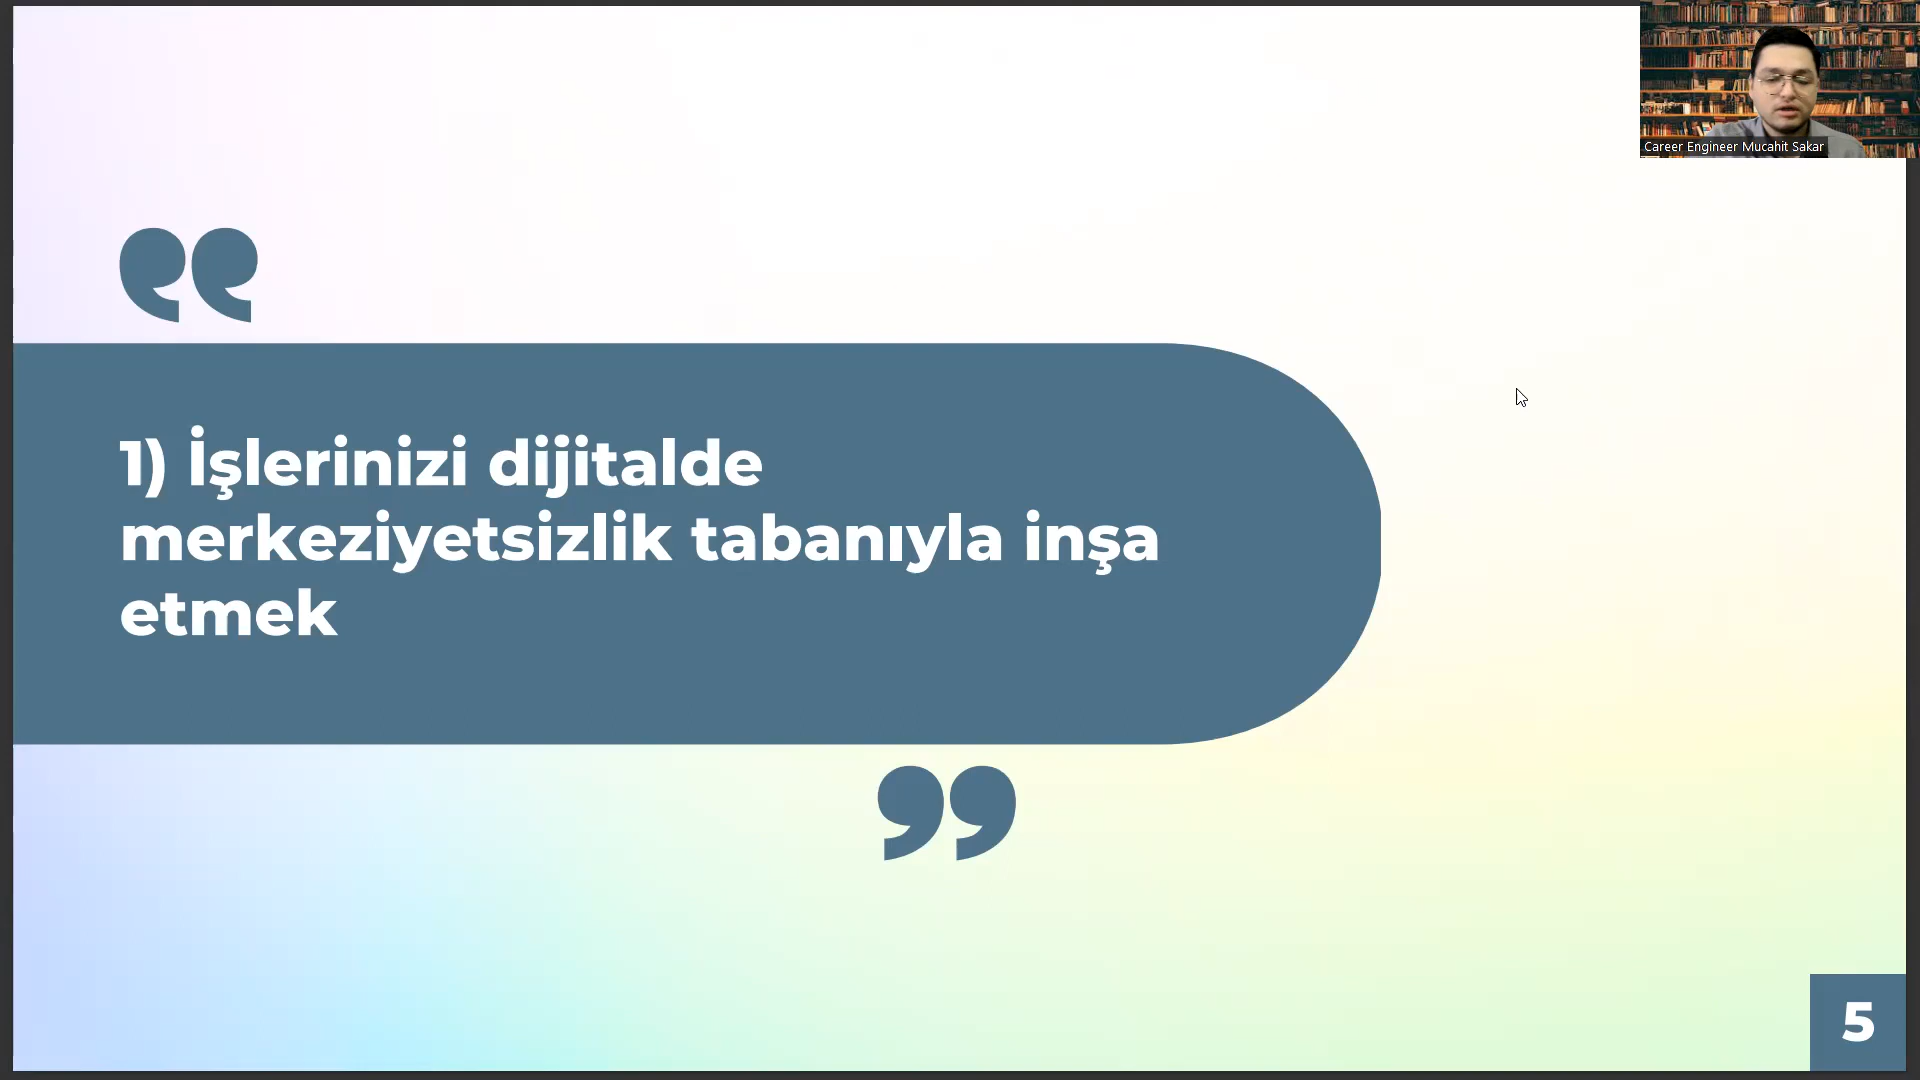 Career Engineer Mucahit Sakar
1) İşlerinizi dijitalde
merkeziyetsizlik tabanıyla inşa
etmek
5